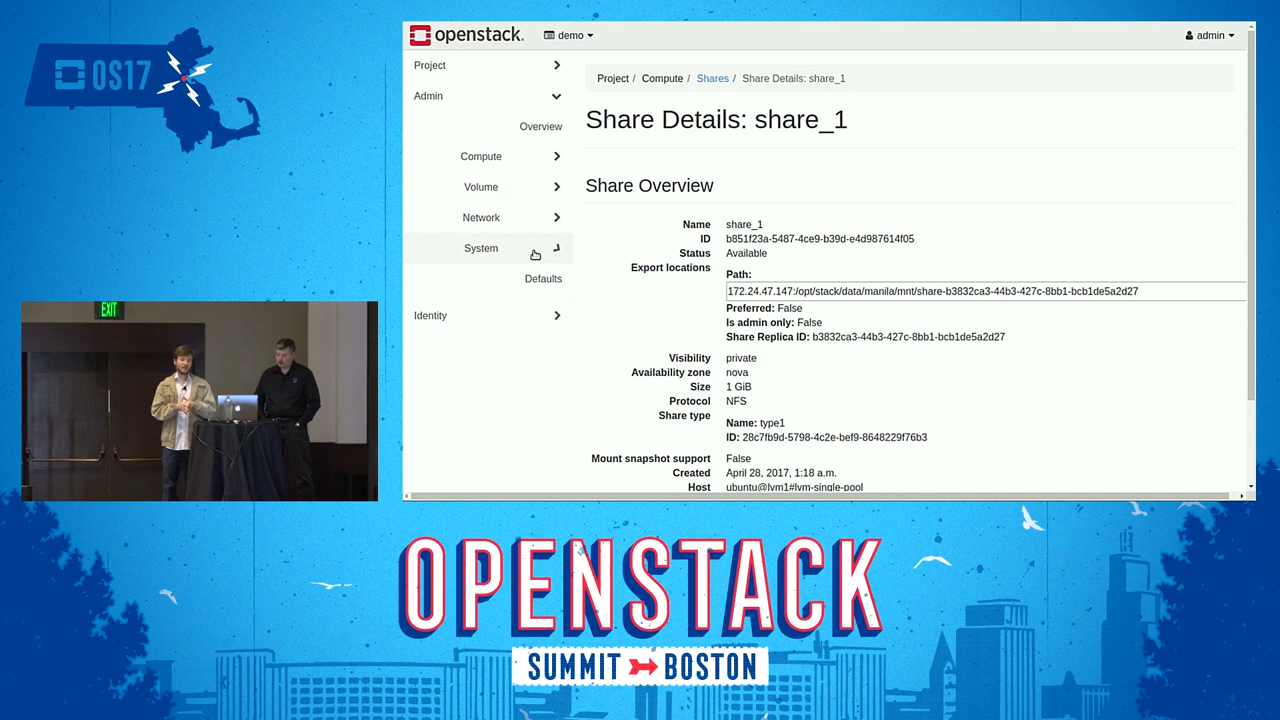 OS17
openstack.
demo
admin
Project
Admin
Overview
Compute
Volume
Network
System
Defaults
Identity
Project / Compute / Shares / Share Details: share_1
Share Details: share_1
Share Overview
Name share_1
ID b851f23a-5487-4ce9-b39d-e4d987614f05
Status Available
Export locations
Path:
172.24.47.147:/opt/stack/data/manila/mnt/share-b3832ca3-44b3-427c-8bb1-bcb1de5a2d27
Preferred: False
Is admin only: False
Share Replica ID: b3832ca3-44b3-427c-8bb1-bcb1de5a2d27
Visibility private
Availability zone nova
Size 1 GiB
Protocol NFS
Share type
Name: type1
ID: 28c7fb9d-5798-4c2e-bef9-8648229f76b3
Mount snapshot support False
Created April 28, 2017, 1:18 a.m.
Host ubuntu@lvm1#lvm-single-pool
EXIT
OPENSTACK
SUMMIT BOSTON